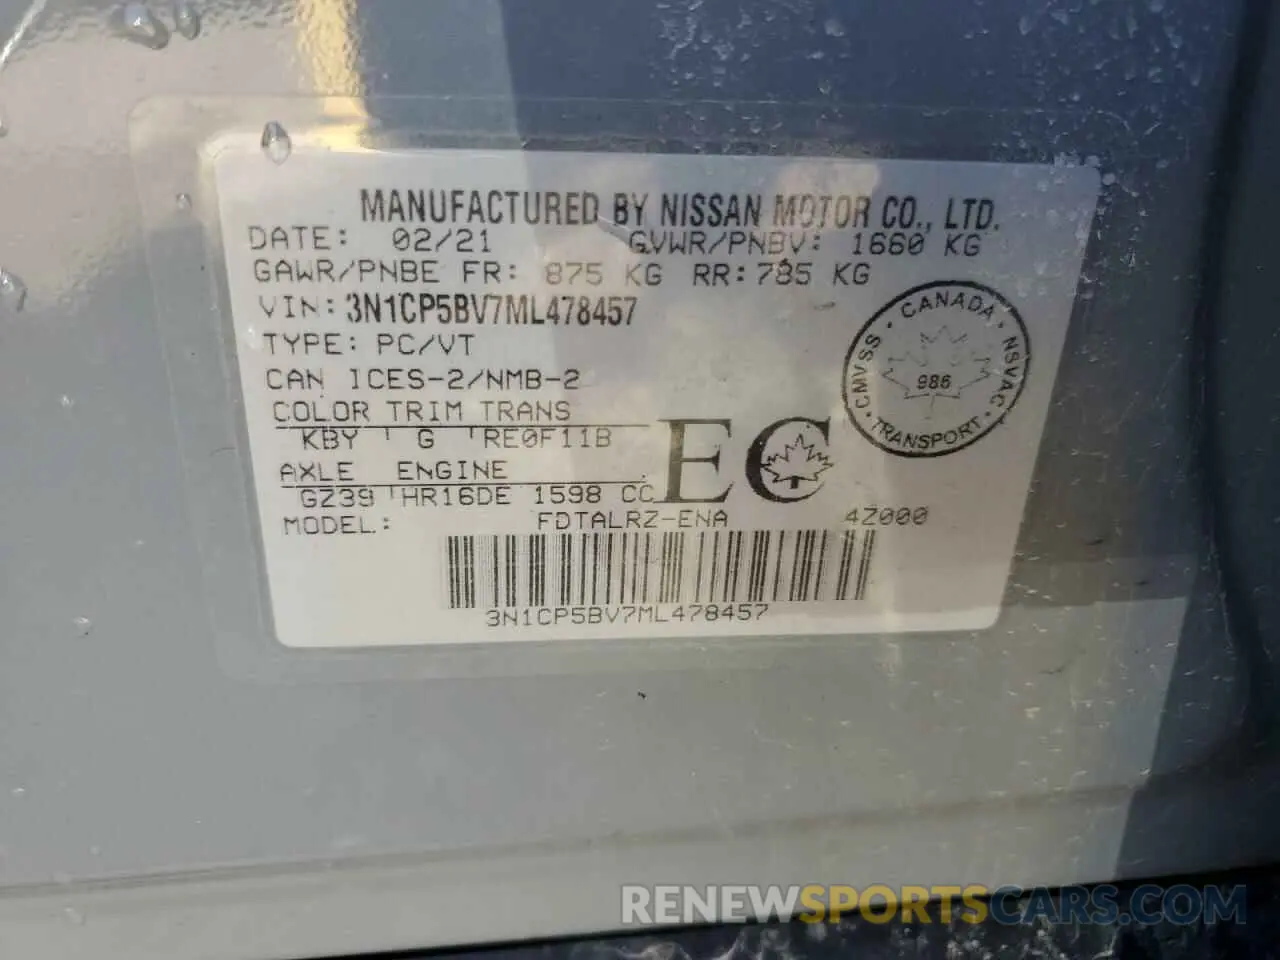 MANUFACTURED BY NISSAN MOTOR CO., LTD.
DATE: 02/21 GVWR/PNBV: 1660 KG
GAWR/PNBE FR: 875 KG RR: 785 KG
VIN: 3N1CP5BV7ML478457
TYPE: PC/VT
CAN ICES-2/NMB-2
COLOR TRIM TRANS
KBY G RE0F11B
AXLE ENGINE
GZ39 HR16DE 1598 CC
EC
MODEL: FDTALRZ-ENA 4Z000
3N1CP5BV7ML478457
CANADA · NSVAC · TRANSPORT · CMVSS ·
986
RENEWSPORTSCARS.COM